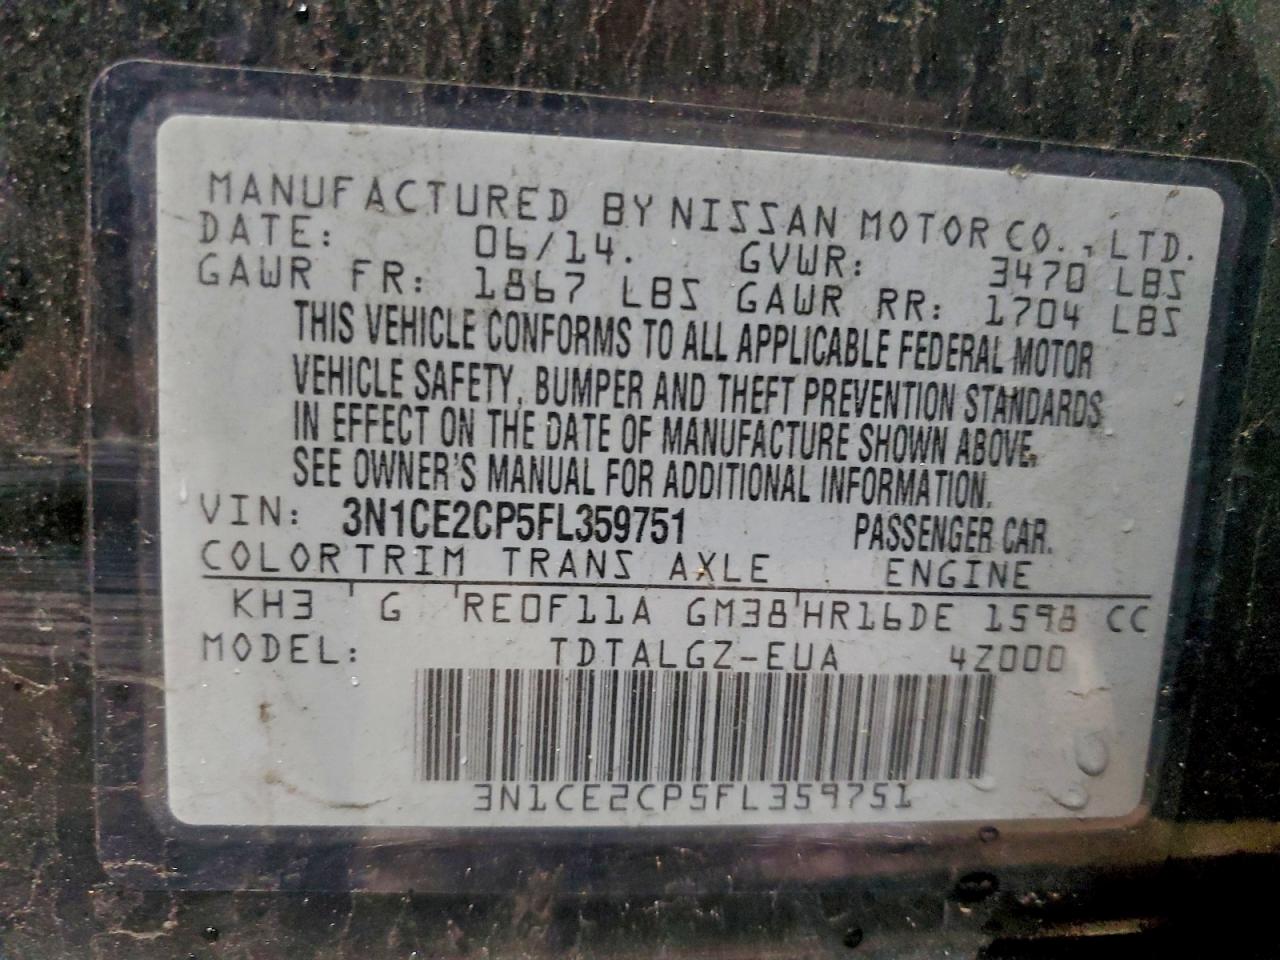 MANUFACTURED BY NISSAN MOTOR CO., LTD.
DATE: 06/14. GVWR: 3470 LBS
GAWR FR: 1867 LBS GAWR RR: 1704 LBS
THIS VEHICLE CONFORMS TO ALL APPLICABLE FEDERAL MOTOR
VEHICLE SAFETY, BUMPER AND THEFT PREVENTION STANDARDS
IN EFFECT ON THE DATE OF MANUFACTURE SHOWN ABOVE.
SEE OWNER'S MANUAL FOR ADDITIONAL INFORMATION.
VIN: 3N1CE2CP5FL359751 PASSENGER CAR.
COLOR TRIM TRANS AXLE ENGINE
KH3 G RE0F11A GM38 HR16DE 1598 CC
MODEL: TDTALGZ-EUA 4Z000
3N1CE2CP5FL359751